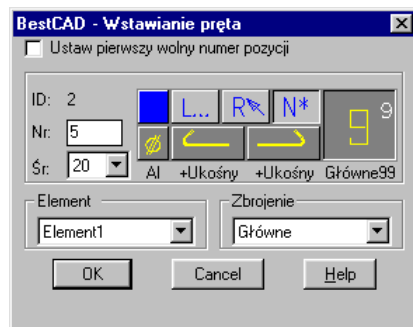 BestCAD - Wstawianie pręta
Ustaw pierwszy wolny numer pozycji
ID: 2
L... R N* 9 9
Nr: 5
Śr: 20
Al +Ukośny +Ukośny Główne99
Element Zbrojenie
Element1 Główne
OK Cancel Help